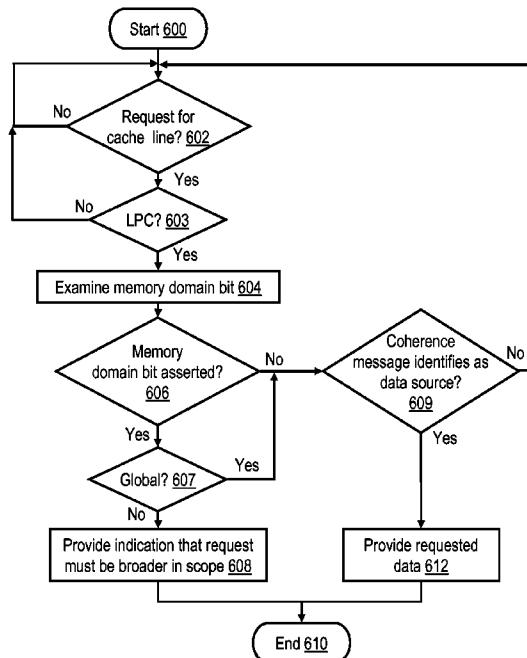 Start 600
No
Request for
cache line? 602
Yes
No
LPC? 603
Yes
Examine memory domain bit 604
Memory
domain bit asserted?
606
No
Coherence
message identifies as
data source?
609
No
Yes
Yes
Global? 607
Yes
No
Provide indication that request
must be broader in scope 608
Provide requested
data 612
End 610